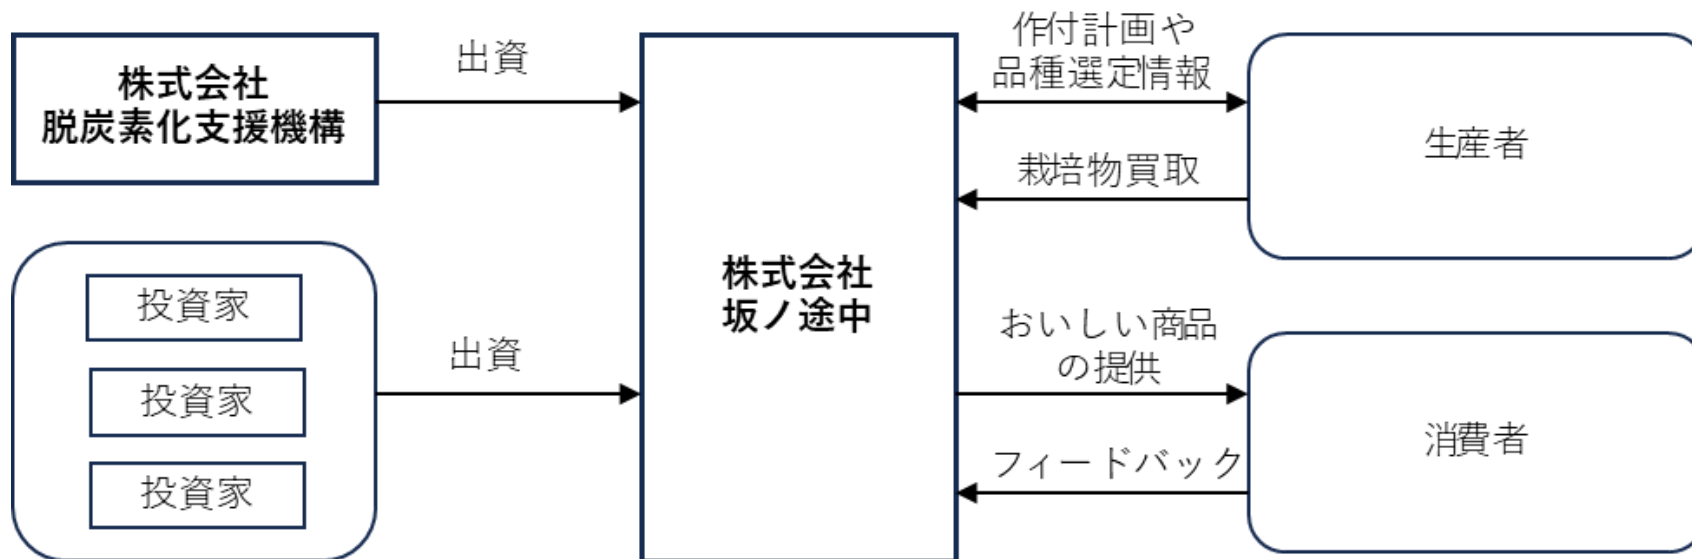 株式会社
脱炭素化支援機構
出資
投資家
投資家
投資家
出資
株式会社
坂ノ途中
作付計画や
品種選定情報
栽培物買取
生産者
おいしい商品
の提供
フィードバック
消費者